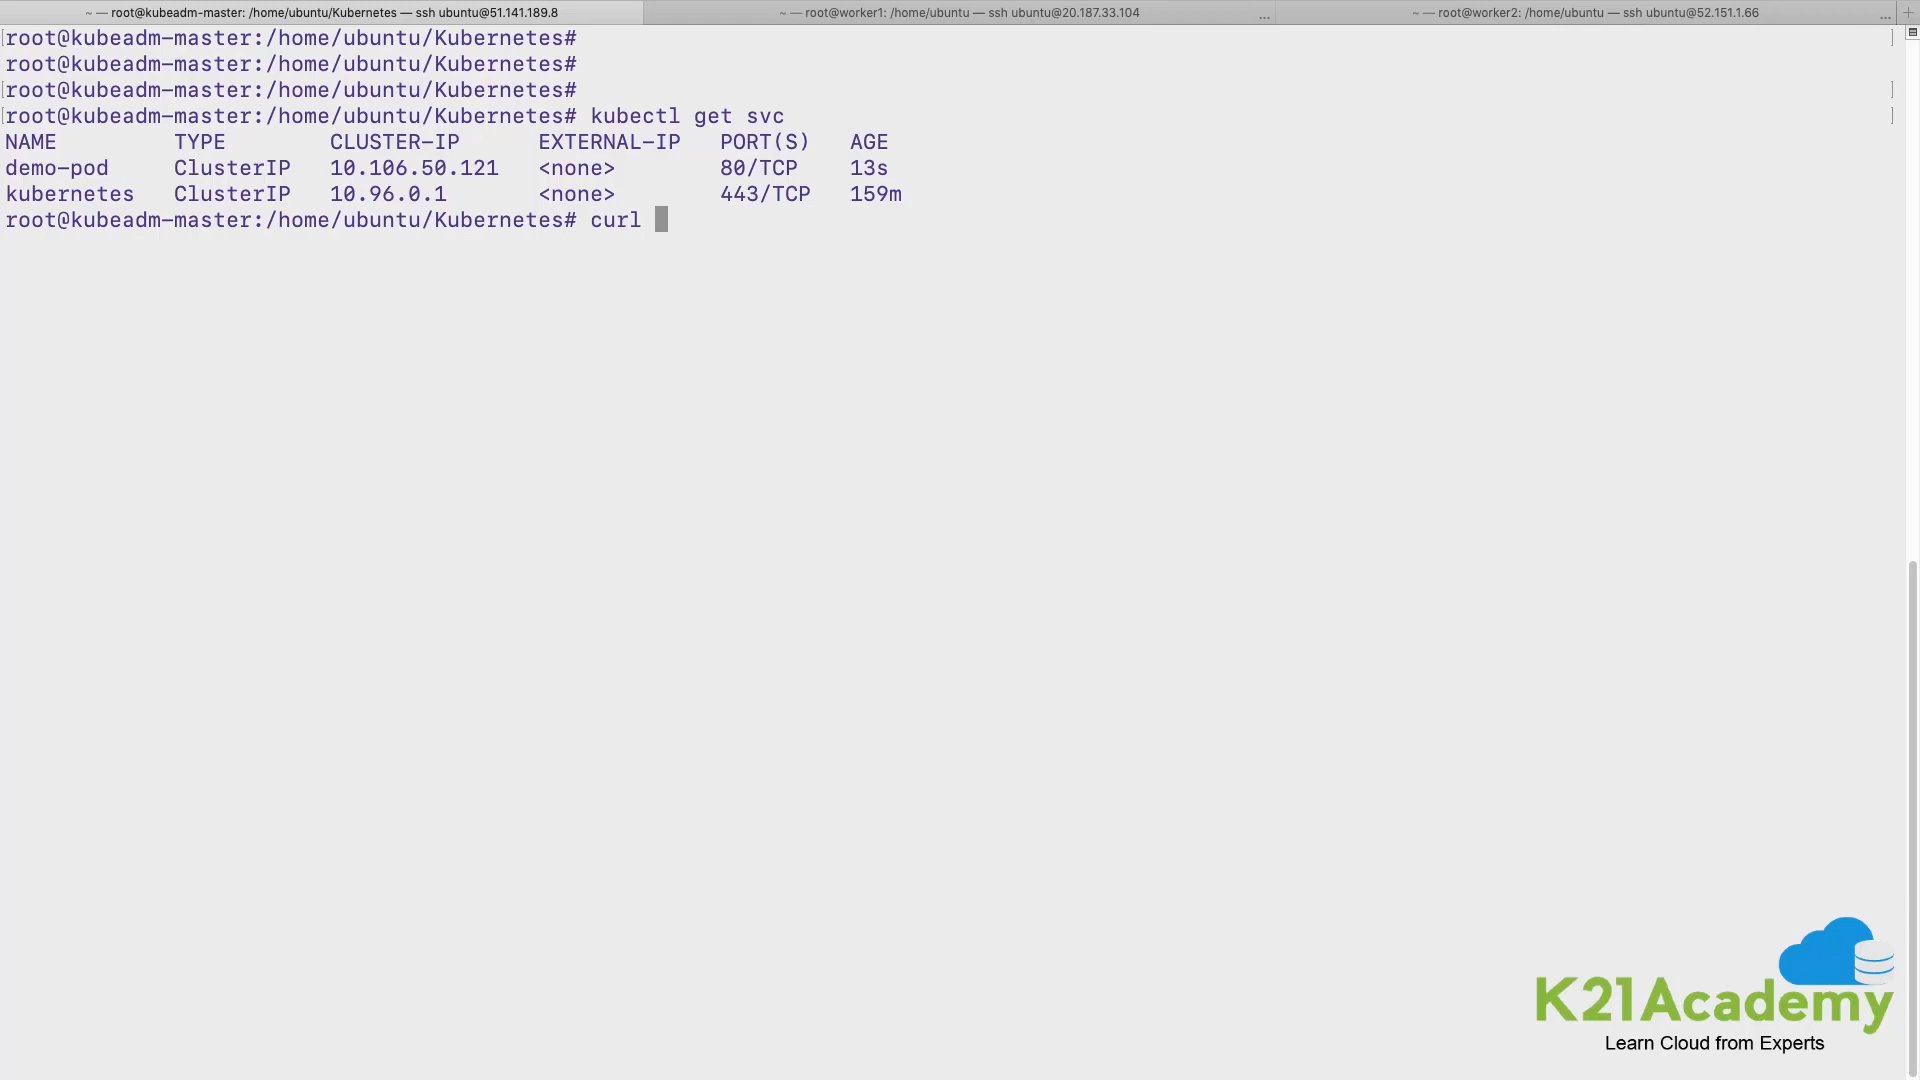 ~ — root@kubeadm-master: /home/ubuntu/Kubernetes — ssh ubuntu@51.141.189.8
~ — root@worker1: /home/ubuntu — ssh ubuntu@20.187.33.104 ...
~ — root@worker2: /home/ubuntu — ssh ubuntu@52.151.1.66 ... +
[root@kubeadm-master:/home/ubuntu/Kubernetes# ]
root@kubeadm-master:/home/ubuntu/Kubernetes#
[root@kubeadm-master:/home/ubuntu/Kubernetes# ]
[root@kubeadm-master:/home/ubuntu/Kubernetes# kubectl get svc ]
NAME TYPE CLUSTER-IP EXTERNAL-IP PORT(S) AGE
demo-pod ClusterIP 10.106.50.121 <none> 80/TCP 13s
kubernetes ClusterIP 10.96.0.1 <none> 443/TCP 159m
root@kubeadm-master:/home/ubuntu/Kubernetes# curl
K21Academy
Learn Cloud from Experts